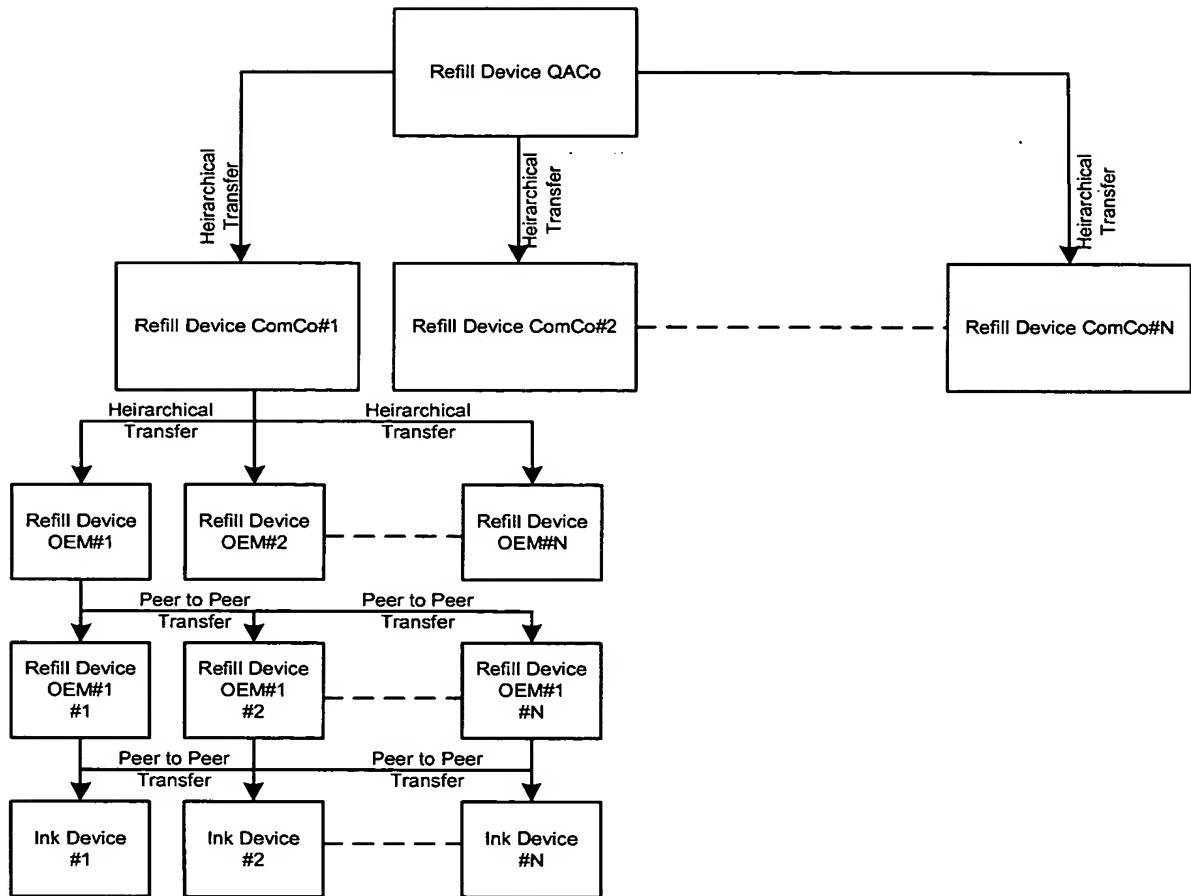 Refill Device QACo
Heirarchical
Transfer
Heirarchical
Transfer
Heirarchical
Transfer
Refill Device ComCo#1
Refill Device ComCo#2
Refill Device ComCo#N
Heirarchical
Transfer
Heirarchical
Transfer
Refill Device
OEM#1
Refill Device
OEM#2
Refill Device
OEM#N
Peer to Peer
Transfer
Peer to Peer
Transfer
Refill Device
OEM#1
#1
Refill Device
OEM#1
#2
Refill Device
OEM#1
#N
Peer to Peer
Transfer
Peer to Peer
Transfer
Ink Device
#1
Ink Device
#2
Ink Device
#N